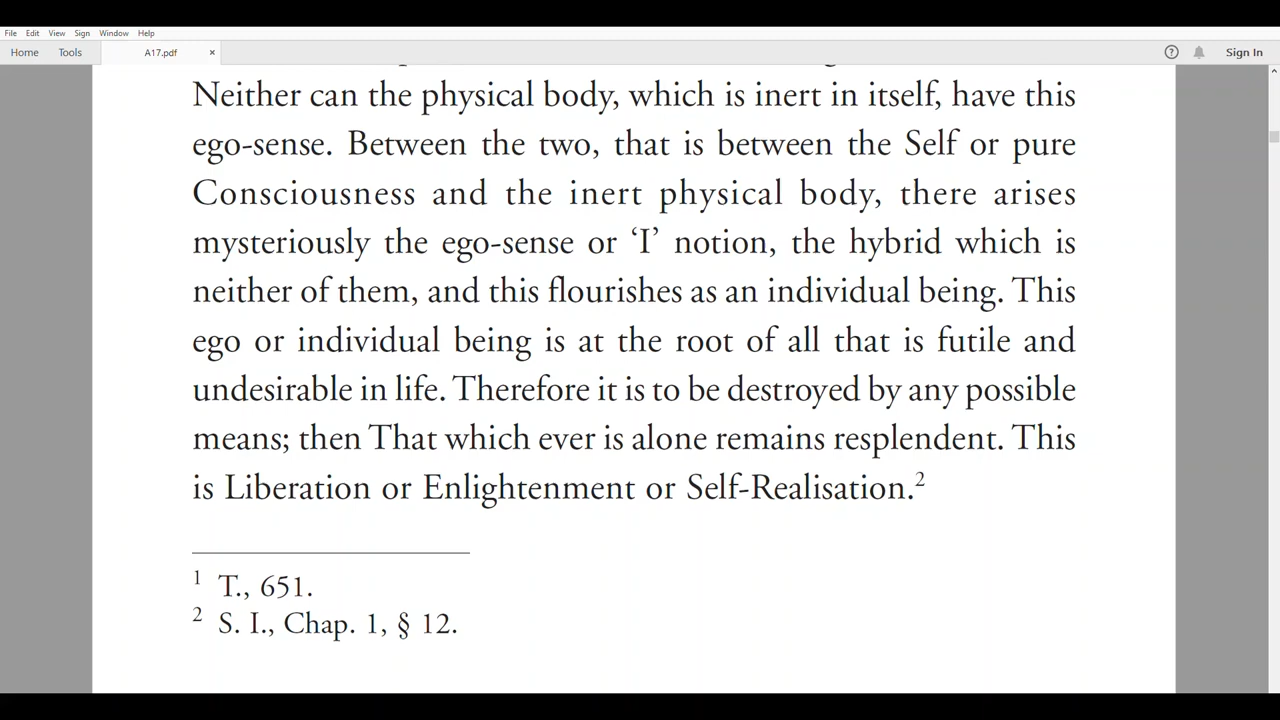 File Edit View Sign Window Help
Home Tools A17.pdf × ? Sign In
Neither can the physical body, which is inert in itself, have this
ego-sense. Between the two, that is between the Self or pure
Consciousness and the inert physical body, there arises
mysteriously the ego-sense or ‘I’ notion, the hybrid which is
neither of them, and this flourishes as an individual being. This
ego or individual being is at the root of all that is futile and
undesirable in life. Therefore it is to be destroyed by any possible
means; then That which ever is alone remains resplendent. This
is Liberation or Enlightenment or Self-Realisation.²
¹ T., 651.
² S. I., Chap. 1, § 12.